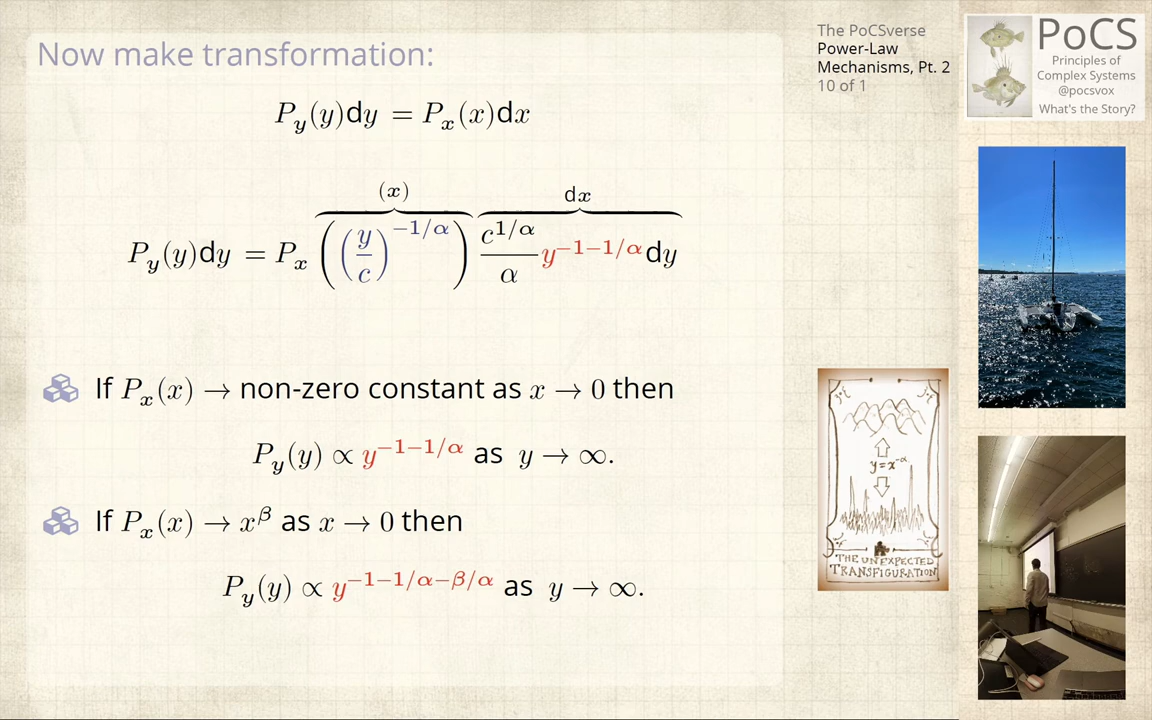 Now make transformation:
P_y(y)dy = P_x(x)dx
(x) dx
P_y(y)dy = P_x((y/c)^{-1/α}) c^{1/α}/α y^{-1-1/α}dy
If P_x(x) → non-zero constant as x → 0 then
P_y(y) ∝ y^{-1-1/α} as y → ∞.
If P_x(x) → x^β as x → 0 then
P_y(y) ∝ y^{-1-1/α-β/α} as y → ∞.
The PoCSverse
Power-Law
Mechanisms, Pt. 2
10 of 1
y=x^{-α}
THE UNEXPECTED
TRANSFIGURATION
PoCS
Principles of
Complex Systems
@pocsvox
What's the Story?